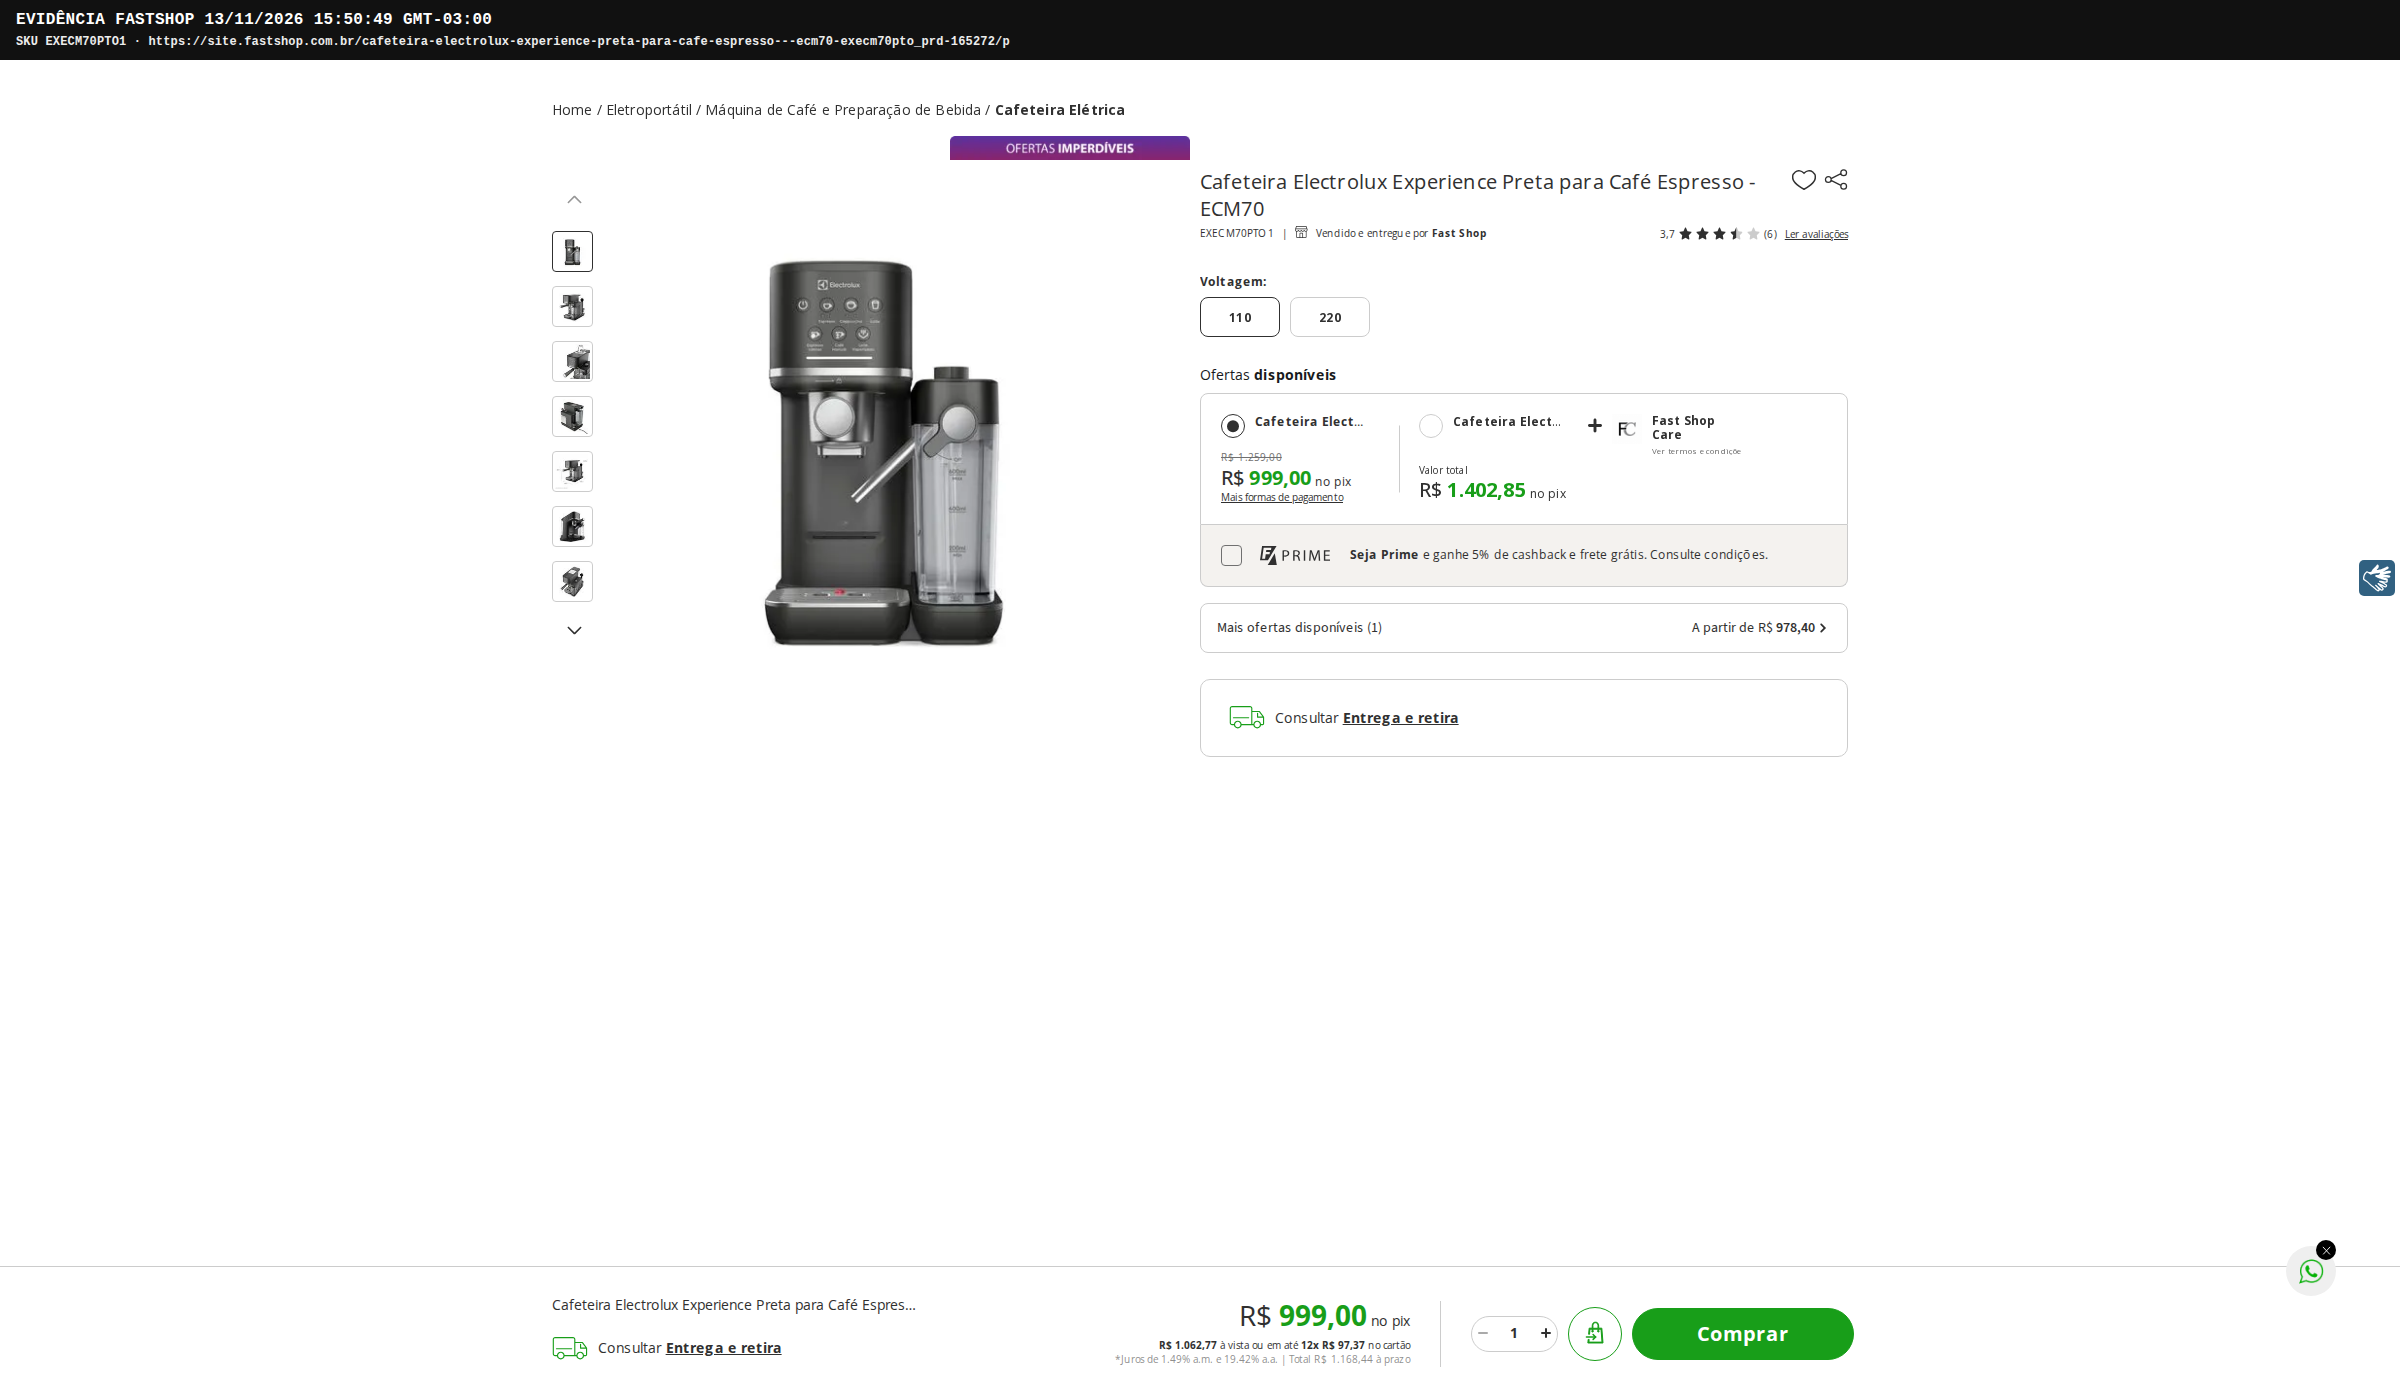 EVIDÊNCIA FASTSHOP 13/11/2026 15:50:49 GMT-03:00
SKU EXECM70PTO1 · https://site.fastshop.com.br/cafeteira-electrolux-experience-preta-para-cafe-espresso---ecm70-execm70pto_prd-165272/p
Home / Eletroportátil / Máquina de Café e Preparação de Bebida / Cafeteira Elétrica
OFERTAS IMPERDÍVEIS
Cafeteira Electrolux Experience Preta para Café Espresso -
ECM70
EXECM70PTO1 | Vendido e entregue por Fast Shop
3,7 (6) Ler avaliações
Electrolux
Voltagem:
110 220
Ofertas disponíveis
Cafeteira Elect...
R$ 1.259,00
R$ 999,00 no pix
Mais formas de pagamento
Cafeteira Elect...
+ FC Fast Shop
Care
Ver termos e condiçõe
Valor total
R$ 1.402,85 no pix
PRIME Seja Prime e ganhe 5% de cashback e frete grátis. Consulte condições.
Mais ofertas disponíveis (1) A partir de R$ 978,40
Consultar Entrega e retira
Cafeteira Electrolux Experience Preta para Café Espres...
Consultar Entrega e retira
R$ 999,00 no pix
R$ 1.062,77 à vista ou em até 12x R$ 97,37 no cartão
*Juros de 1.49% a.m. e 19.42% a.a. | Total R$ 1.168,44 à prazo
1
Comprar